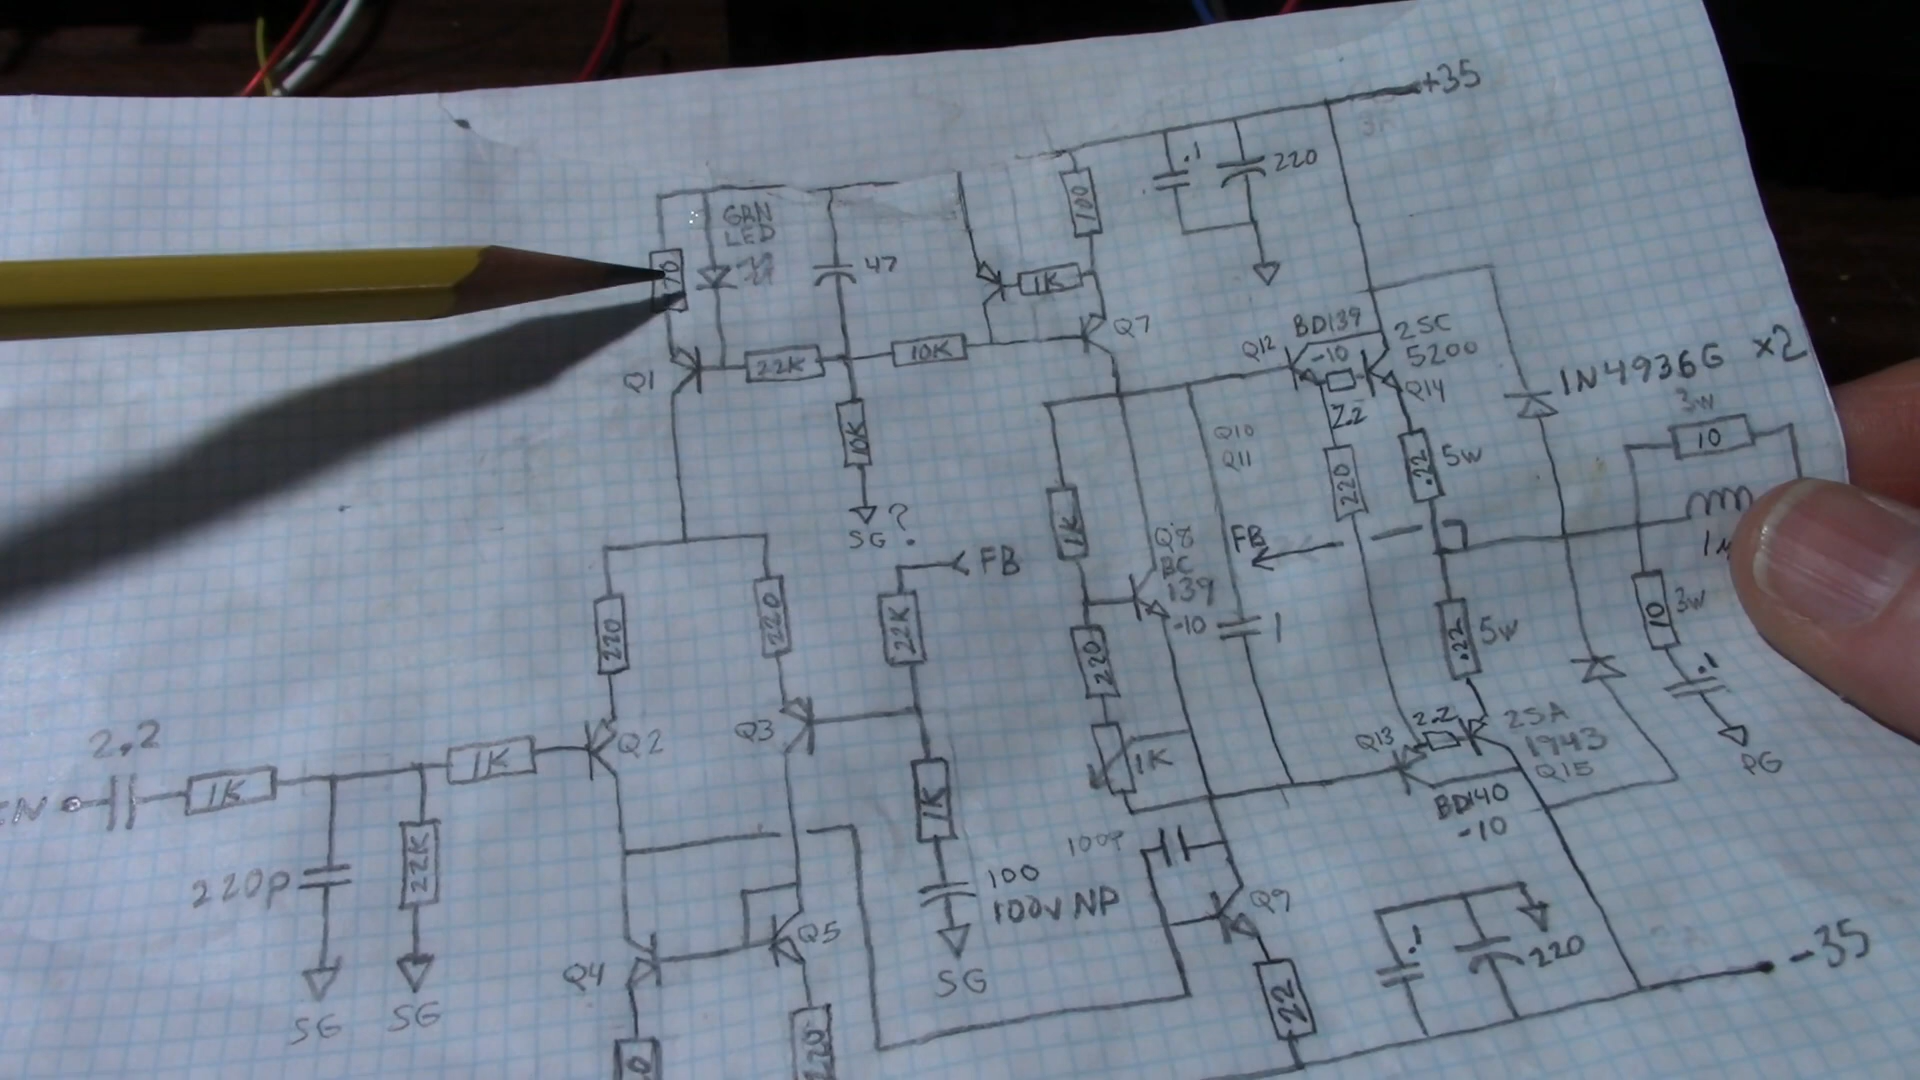 +35
.1
220
100
GRN
LED
47
1K
Q7
Q1
22K
10K
10K
SG ?
BD139
-10
Q12
2SC
5200
Q14
2.2
1N4936G x2
3W
10
220
.22
5W
Q10
Q11
FB
FB
1K
Q8
BC
139
-10
1
220
220
22K
220
1K
.22
5W
10
3W
.1
PG
2.2
IN
1K
1K
Q2
Q3
1K
Q13
2.2
2SA
1943
Q15
BD140
-10
220p
22K
SG
SG
100
100V NP
SG
100p
Q9
22
Q4
Q5
220
.1
220
-35